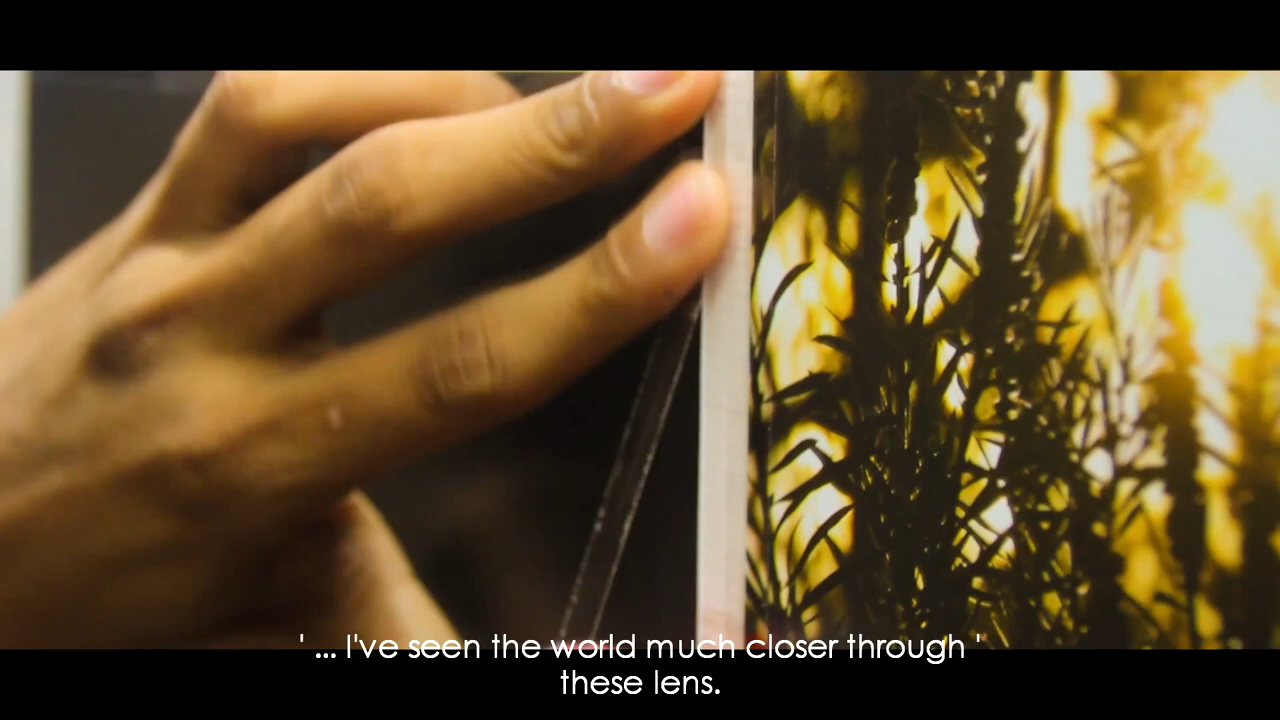 ' ... I've seen the world much closer through '
these lens.